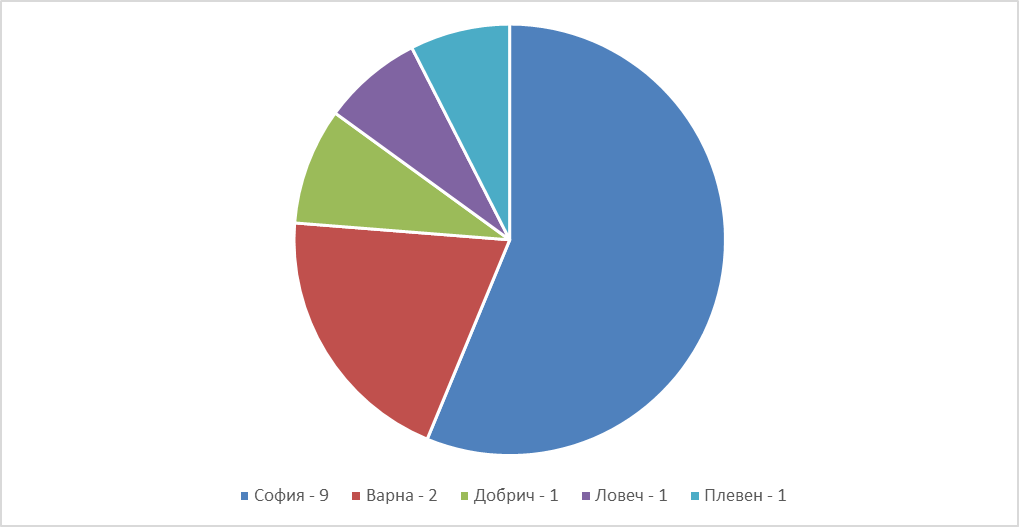 София - 9 Варна - 2 Добрич - 1 Ловеч - 1 Плевен - 1